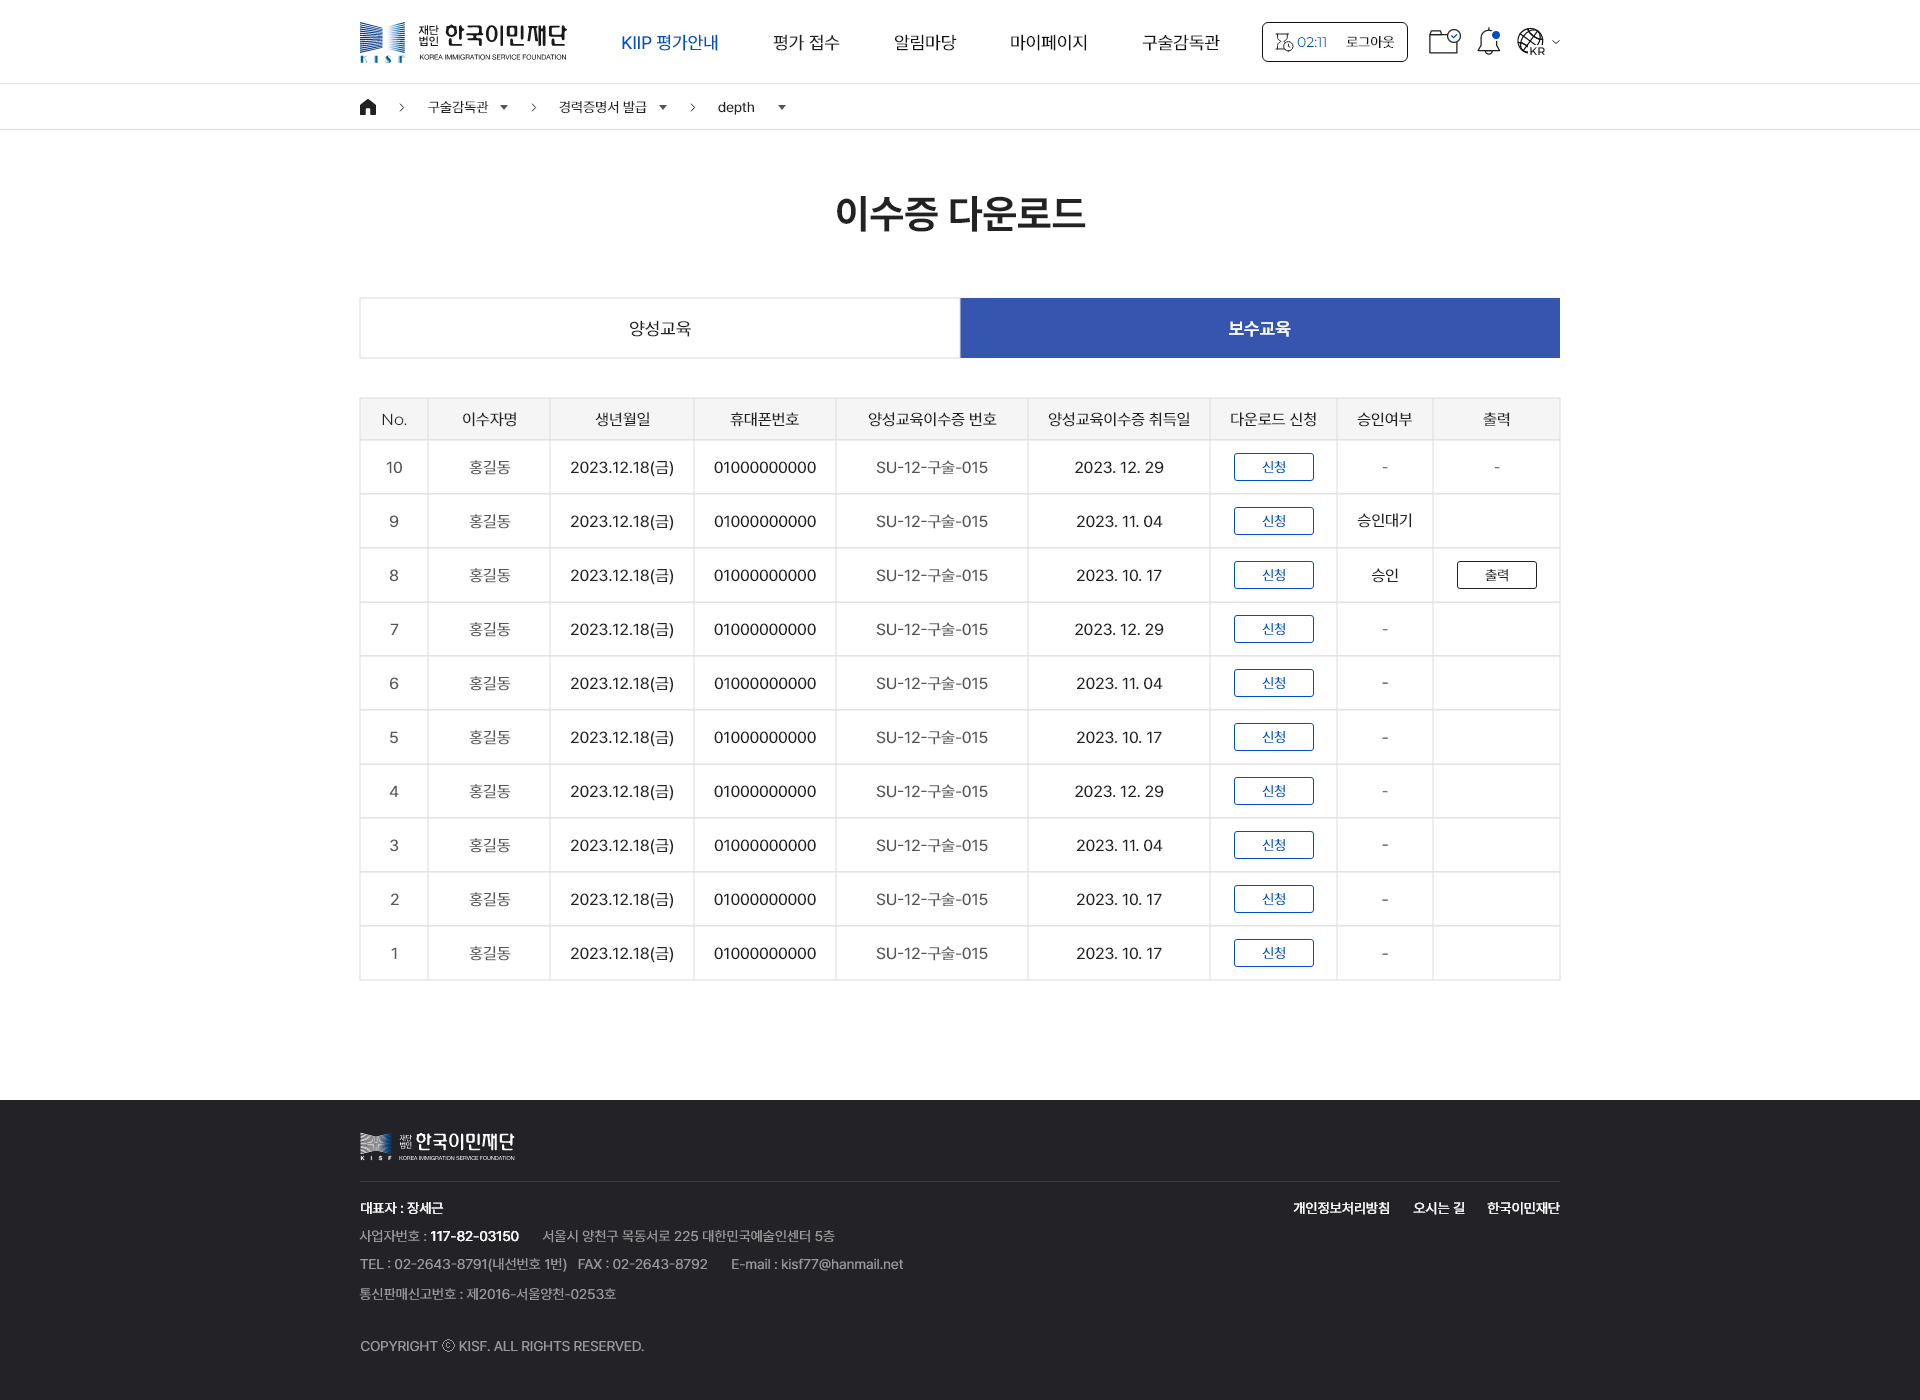 KISF 재단법인 한국이민재단
KOREA IMMIGRATION SERVICE FOUNDATION
KIIP 평가안내 평가 접수 알림마당 마이페이지 구술감독관
02:11 로그아웃
KR
구술감독관 경력증명서 발급 depth
이수증 다운로드
양성교육 보수교육
No. 이수자명 생년월일 휴대폰번호 양성교육이수증 번호 양성교육이수증 취득일 다운로드 신청 승인여부 출력
10 홍길동 2023.12.18(금) 01000000000 SU-12-구술-015 2023. 12. 29 신청 - -
9 홍길동 2023.12.18(금) 01000000000 SU-12-구술-015 2023. 11. 04 신청 승인대기
8 홍길동 2023.12.18(금) 01000000000 SU-12-구술-015 2023. 10. 17 신청 승인 출력
7 홍길동 2023.12.18(금) 01000000000 SU-12-구술-015 2023. 12. 29 신청 -
6 홍길동 2023.12.18(금) 01000000000 SU-12-구술-015 2023. 11. 04 신청 -
5 홍길동 2023.12.18(금) 01000000000 SU-12-구술-015 2023. 10. 17 신청 -
4 홍길동 2023.12.18(금) 01000000000 SU-12-구술-015 2023. 12. 29 신청 -
3 홍길동 2023.12.18(금) 01000000000 SU-12-구술-015 2023. 11. 04 신청 -
2 홍길동 2023.12.18(금) 01000000000 SU-12-구술-015 2023. 10. 17 신청 -
1 홍길동 2023.12.18(금) 01000000000 SU-12-구술-015 2023. 10. 17 신청 -
KISF 재단법인 한국이민재단
KOREA IMMIGRATION SERVICE FOUNDATION
대표자 : 장세근 개인정보처리방침 오시는 길 한국이민재단
사업자번호 : 117-82-03150 서울시 양천구 목동서로 225 대한민국예술인센터 5층
TEL : 02-2643-8791(내선번호 1번) FAX : 02-2643-8792 E-mail : kisf77@hanmail.net
통신판매신고번호 : 제2016-서울양천-0253호
COPYRIGHT ⓒ KISF. ALL RIGHTS RESERVED.